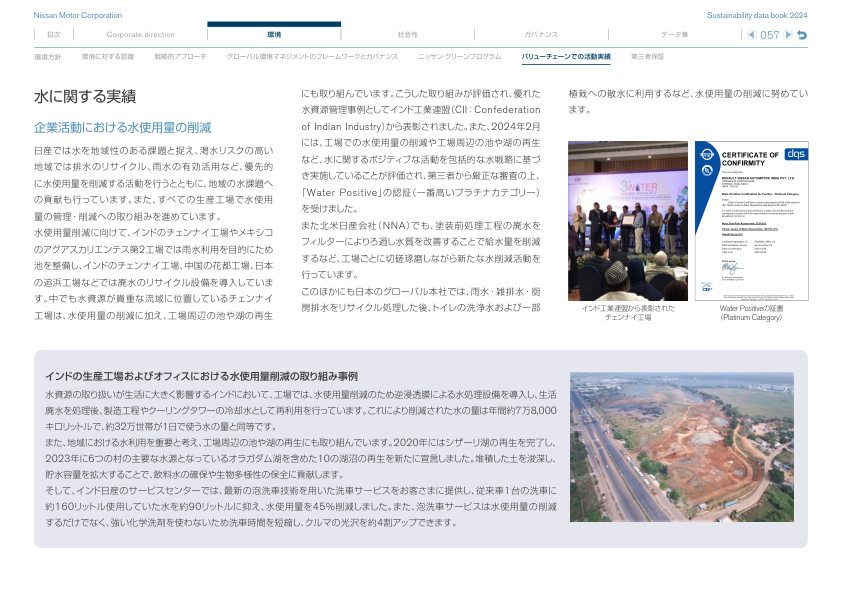 Nissan Motor Corporation
Sustainability data book 2024
目次
Corporate direction
環境
社会性
ガバナンス
データ集
057
環境方針
環境に対する認識
戦略的アプローチ
グローバル環境マネジメントのフレームワークとガバナンス
ニッサン・グリーンプログラム
バリューチェーンでの活動実績
第三者保証
水に関する実績
企業活動における水使用量の削減
日産では水を地域性のある課題と捉え、渇水リスクの高い
地域では排水のリサイクル、雨水の有効活用など、優先的
に水使用量を削減する活動を行うとともに、地域の水課題へ
の貢献も行っています。また、すべての生産工場で水使用
量の管理・削減への取り組みを進めています。
水使用量削減に向けて、インドのチェンナイ工場やメキシコ
のアグアスカリエンテス第2工場では雨水利用を目的にため
池を整備し、インドのチェンナイ工場、中国の花都工場、日本
の追浜工場などでは廃水のリサイクル設備を導入していま
す。中でも水資源が貴重な流域に位置しているチェンナイ
工場は、水使用量の削減に加え、工場周辺の池や湖の再生
にも取り組んでいます。こうした取り組みが評価され、優れた
水資源管理事例としてインド工業連盟(CII：Confederation
of Indian Industry)から表彰されました。また、2024年2月
には、工場での水使用量や工場周辺の池や湖の再生
など、水に関するポジティブな活動を包括的な水戦略に基づ
き実施していることが評価され、第三者から厳正な審査の上、
「Water Positive」の認証(一番高いプラチナカテゴリー)
を受けました。
また北米日産会社(NNA)でも、塗装前処理工程の廃水を
フィルターによりろ過し水質を改善することで給水量を削減
するなど、工場ごとに切磋琢磨しながら新たな水削減活動を
行っています。
このほかにも日本のグローバル本社では、雨水・雑排水・厨
房排水をリサイクル処理した後、トイレの洗浄水および一部
植栽への散水に利用するなど、水使用量の削減に努めてい
ます。
3WATER
CERTIFICATE OF
CONFORMITY
dqs
RENAULT NISSAN AUTOMOTIVE INDIA PVT. LTD.
インド工業連盟から表彰された
チェンナイ工場
Water Positiveの証書
(Platinum Category)
インドの生産工場およびオフィスにおける水使用量削減の取り組み事例
水資源の取り扱いが生活に大きく影響するインドにおいて、工場では、水使用量削減のため逆浸透膜による水処理設備を導入し、生活
廃水を処理後、製造工程やクーリングタワーの冷却水として再利用を行っています。これにより削減された水の量は年間約7万8,000
キロリットルで、約32万世帯が1日で使う水の量と同等です。
また、地域における水利用を重要と考え、工場周辺の池や湖の再生にも取り組んでいます。2020年にはシザーリ湖の再生を完了し、
2023年に6つの村の主要な水源となっているオラガダム湖を含めた10の湖沼の再生を新たに宣言しました。堆積した土を浚渫し、
貯水容量を拡大することで、飲料水の確保や生物多様性の保全に貢献します。
そして、インド日産のサービスセンターでは、最新の泡洗車技術を用いた洗車サービスをお客さまに提供し、従来車1台の洗車に
約160リットル使用していた水を約90リットルに抑え、水使用量を45%削減しました。また、泡洗車サービスは水使用量の削減
するだけでなく、強い化学洗剤を使わないため洗車時間を短縮し、クルマの光沢を約4割アップできます。